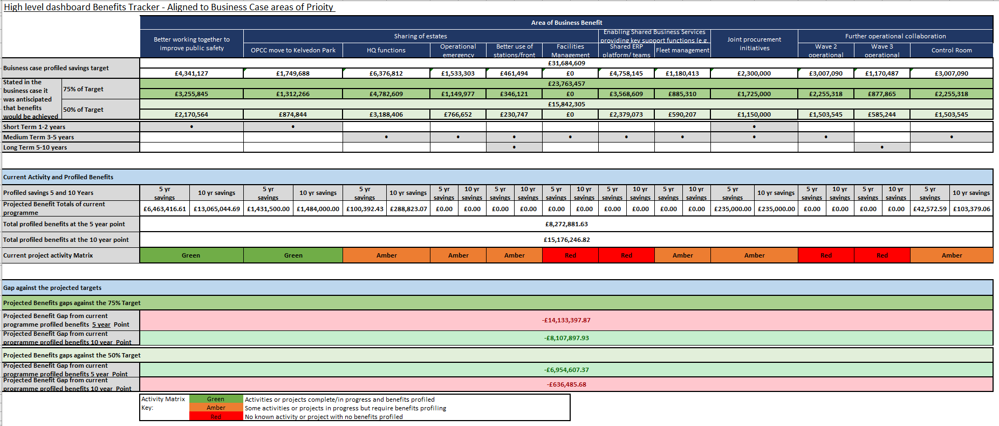 High level dashboard Benefits Tracker - Aligned to Business Case areas of Prioity
Area of Business Benefit
Better working together to
improve public safety
Sharing of estates
Enabling Shared Business Services
providing key support functions (e.g.
Joint procurement
initiatives
Further operational collaboration
OPCC move to Kelvedon Park
HQ functions
Operational
emergency
Better use of
stations/front
Facilities
Management
Shared ERP
platform/ teams
Fleet management
Wave 2
operational
Wave 3
operational
Control Room
Buisness case profiled savings target
£31,684,609
£4,341,127 £1,749,688 £6,376,812 £1,533,303 £461,494 £0 £4,758,145 £1,180,413 £2,300,000 £3,007,090 £1,170,487 £3,007,090
Stated in the
business case it
was antiscipated
that benefits
would be achieved
75% of Target
£23,763,457
£3,255,845 £1,312,266 £4,782,609 £1,149,977 £346,121 £0 £3,568,609 £885,310 £1,725,000 £2,255,318 £877,865 £2,255,318
50% of Target
£15,842,305
£2,170,564 £874,844 £3,188,406 £766,652 £230,747 £0 £2,379,073 £590,207 £1,150,000 £1,503,545 £585,244 £1,503,545
Short Term 1-2 years • • •
Medium Term 3-5 years • • • • • • • • •
Long Term 5-10 years • •
Current Activity and Profiled Benefits
Profiled savings 5 and 10 Years
5 yr
savings
10 yr savings
5 yr
savings
10 yr savings
5 yr
savings
10 yr savings
5 yr
savings
10 yr
savings
5 yr
savings
10 yr
savings
5 yr
savings
10 yr
savings
5 yr
savings
10 yr
savings
5 yr
savings
10 yr
savings
5 yr
savings
10 yr savings
5 yr
savings
10 yr
savings
5 yr
savings
10 yr
savings
5 yr
savings
10 yr savings
Projected Benefit Totals of current
programme
£6,463,416.61 £13,065,044.69 £1,431,500.00 £1,484,000.00 £100,392.43 £288,823.07 £0.00 £0.00 £0.00 £0.00 £0.00 £0.00 £0.00 £0.00 £0.00 £0.00 £235,000.00 £235,000.00 £0.00 £0.00 £0.00 £0.00 £42,572.59 £103,379.06
Total profiled benefits at the 5 year point £8,272,881.63
Total profiled benefits at the 10 year point £15,176,246.82
Current project activity Matrix Green Green Amber Amber Amber Red Red Amber Amber Red Red Amber
Gap against the projected targets
Projected Benefits gaps against the 75% Target
Projected Benefit Gap from current
programme profiled benefits 5 year Point
-£14,133,397.87
Projected Benefit Gap from current
programme profiled benefits 10 year Point
-£8,107,897.93
Projected Benefits gaps against the 50% Target
Projected Benefit Gap from current
programme profiled benefits 5 year Point
-£6,954,607.37
Projected Benefit Gap from current
programme profiled benefits 10 year Point
-£636,485.68
Activity Matrix
Key:
Green Activities or projects complete/in progress and benefits profiled
Amber Some activities or projects in progress but require benefits profiling
Red No known activity or project with no benefits profiled